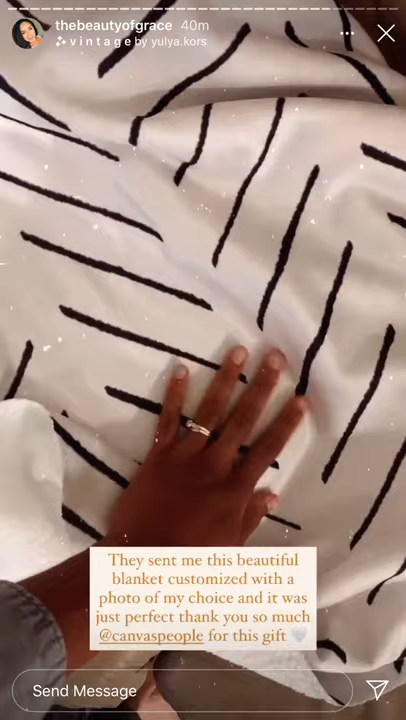 thebeautyofgrace 40m
v i n t a g e by yulya.kors
They sent me this beautiful
blanket customized with a
photo of my choice and it was
just perfect thank you so much
@canvaspeople for this gift 🤍
Send Message